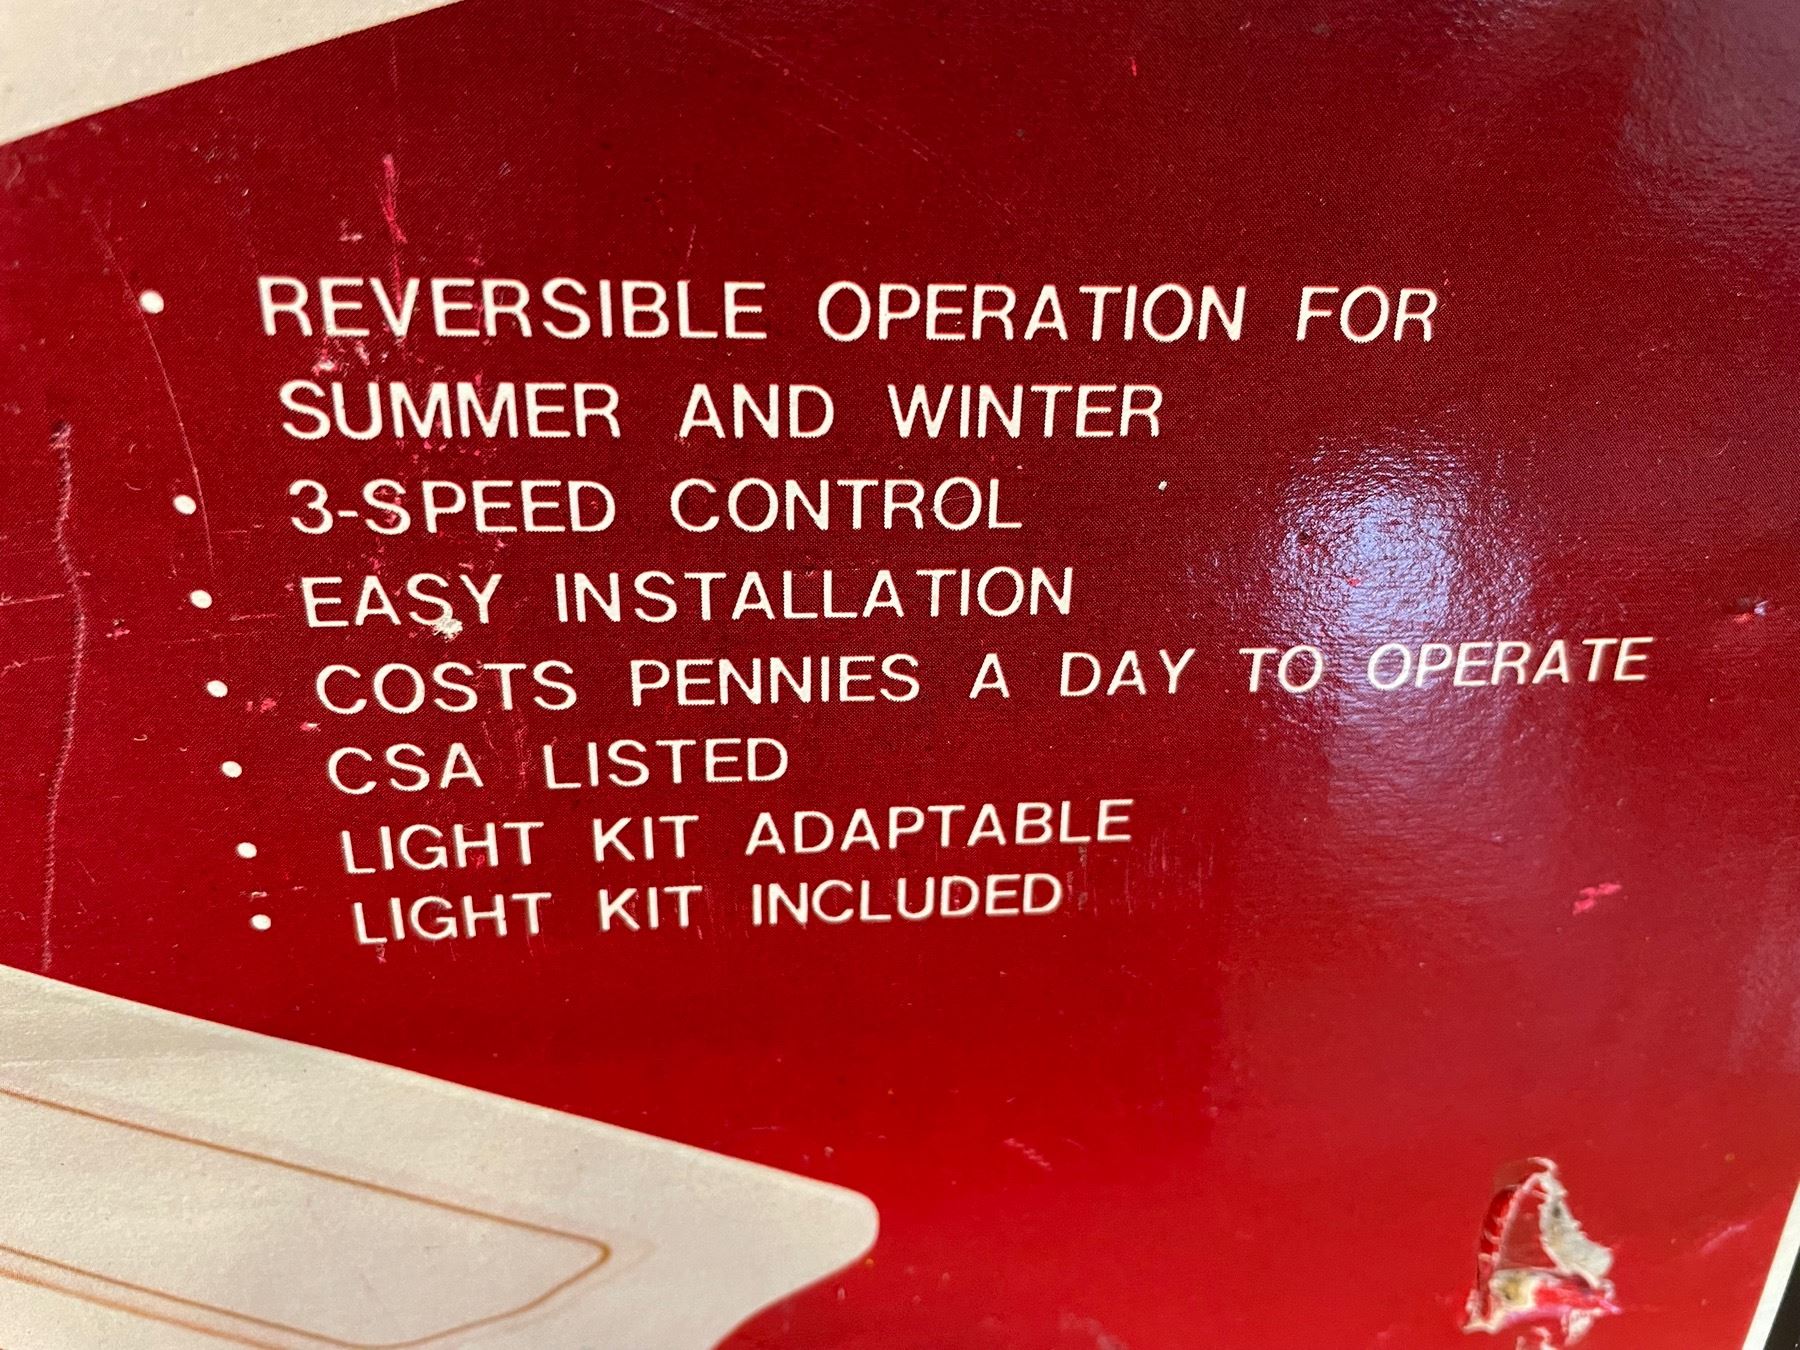 • REVERSIBLE OPERATION FOR
SUMMER AND WINTER
• 3-SPEED CONTROL
• EASY INSTALLATION
• COSTS PENNIES A DAY TO OPERATE
• CSA LISTED
• LIGHT KIT ADAPTABLE
• LIGHT KIT INCLUDED